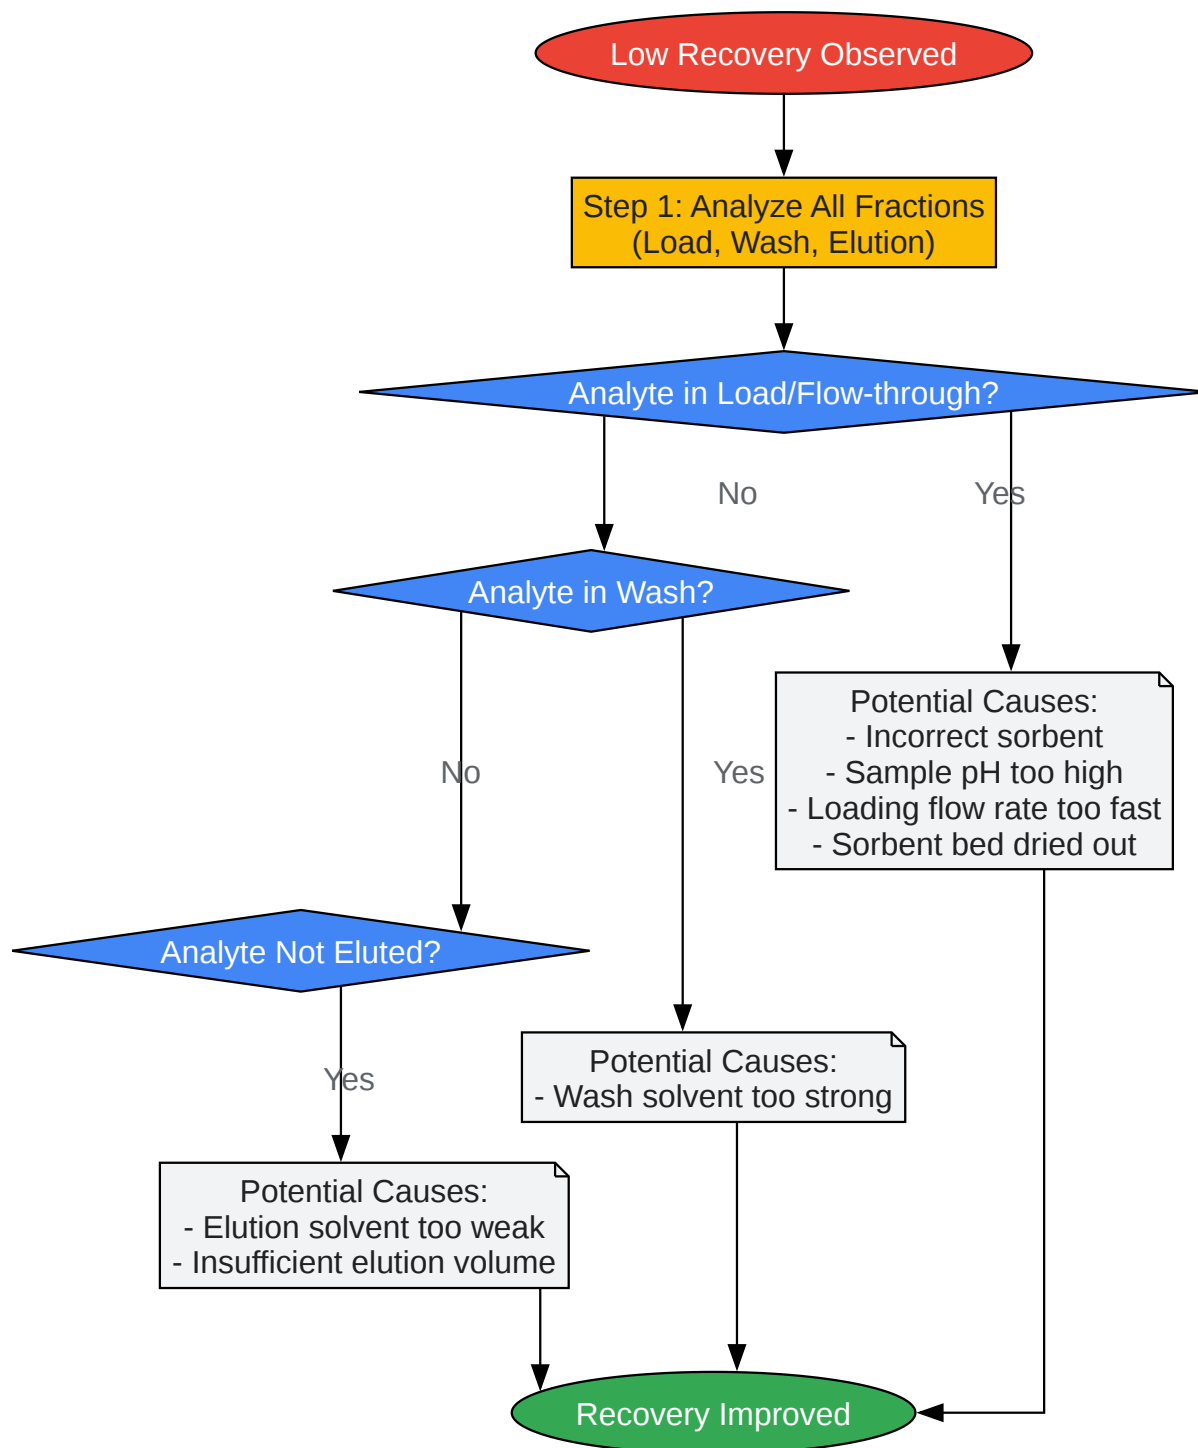 Low Recovery Observed
Step 1: Analyze All Fractions
(Load, Wash, Elution)
Analyte in Load/Flow-through?
No
Yes
Analyte in Wash?
Potential Causes:
- Incorrect sorbent
- Sample pH too high
- Loading flow rate too fast
- Sorbent bed dried out
No
Yes
Analyte Not Eluted?
Potential Causes:
- Wash solvent too strong
Yes
Potential Causes:
- Elution solvent too weak
- Insufficient elution volume
Recovery Improved